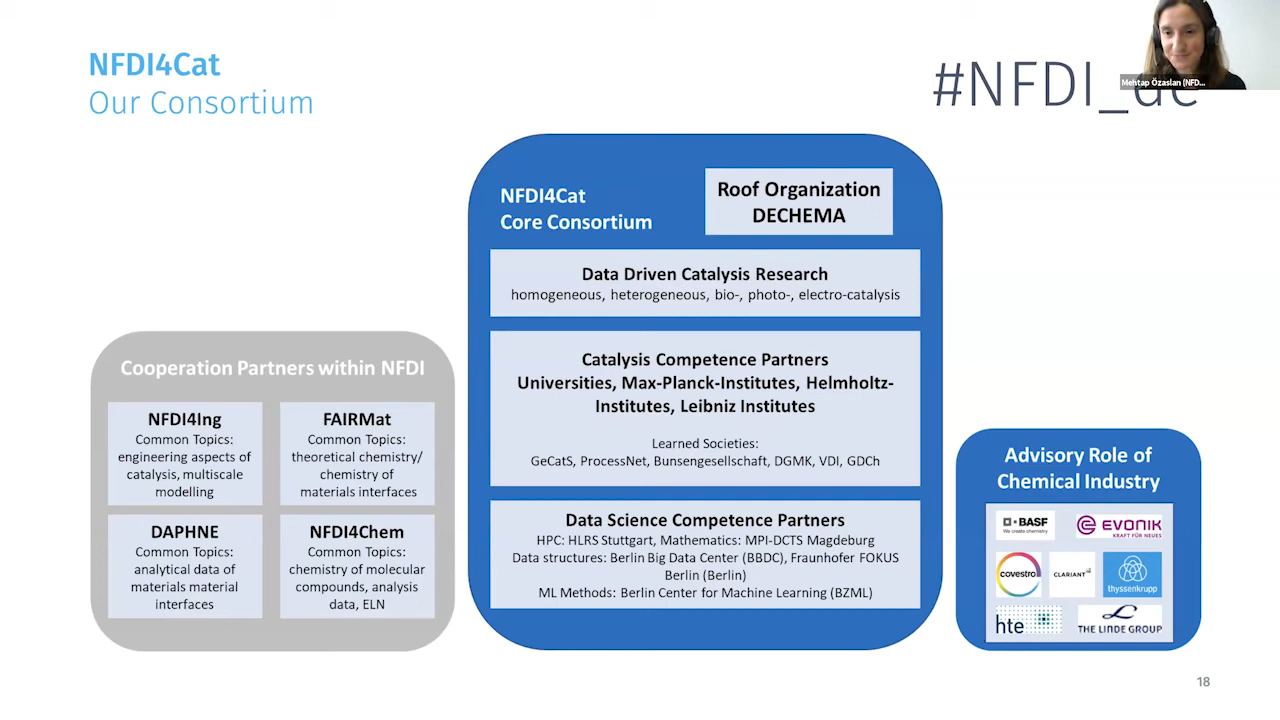 NFDI4Cat
Our Consortium
#NFDI_de
Mehtap Özaslan (NFD...
NFDI4Cat
Core Consortium
Roof Organization
DECHEMA
Data Driven Catalysis Research
homogeneous, heterogeneous, bio-, photo-, electro-catalysis
Catalysis Competence Partners
Universities, Max-Planck-Institutes, Helmholtz-
Institutes, Leibniz Institutes
Learned Societies:
GeCatS, ProcessNet, Bunsengesellschaft, DGMK, VDI, GDCh
Data Science Competence Partners
HPC: HLRS Stuttgart, Mathematics: MPI-DCTS Magdeburg
Data structures: Berlin Big Data Center (BBDC), Fraunhofer FOKUS
Berlin (Berlin)
ML Methods: Berlin Center for Machine Learning (BZML)
Cooperation Partners within NFDI
NFDI4Ing
Common Topics:
engineering aspects of
catalysis, multiscale
modelling
FAIRMat
Common Topics:
theoretical chemistry/
chemistry of
materials interfaces
DAPHNE
Common Topics:
analytical data of
materials material
interfaces
NFDI4Chem
Common Topics:
chemistry of molecular
compounds, analysis
data, ELN
Advisory Role of
Chemical Industry
BASF
We create chemistry
EVONIK
KRAFT FÜR NEUES
covestro
CLARIANT
thyssenkrupp
hte
THE LINDE GROUP
18